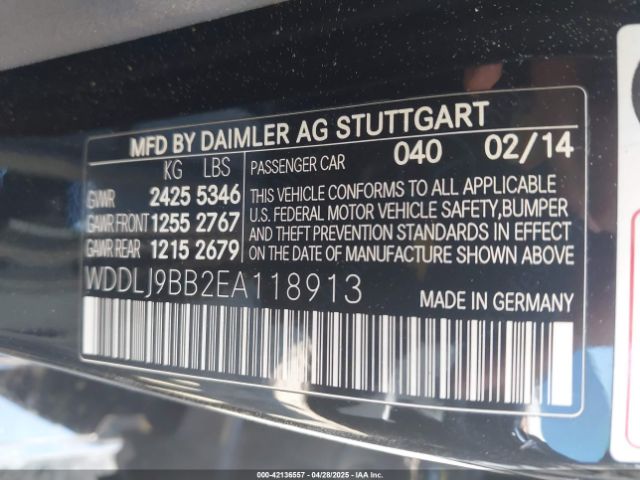 MFD BY DAIMLER AG STUTTGART
KG LBS PASSENGER CAR 040 02/14
GVWR 2425 5346
GAWR FRONT 1255 2767
GAWR REAR 1215 2679
THIS VEHICLE CONFORMS TO ALL APPLICABLE
U.S. FEDERAL MOTOR VEHICLE SAFETY,BUMPER
AND THEFT PREVENTION STANDARDS IN EFFECT
ON DATE OF MANUFACTURE SHOWN ABOVE
WDDLJ9BB2EA118913 MADE IN GERMANY
000-42136557 - 04/28/2025 - IAAI, Inc.